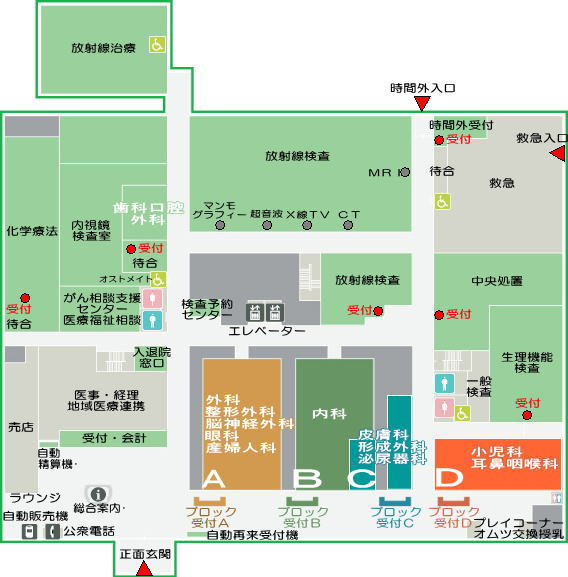 放射線治療
時間外入口
時間外受付
受付
救急入口
放射線検査
MRI
待合
救急
歯科口腔
外科
マンモ
グラフィー
超音波
X線TV
CT
化学療法
内視鏡
検査室
受付
待合
オストメイト
放射線検査
中央処置
受付
待合
がん相談支援
センター
医療福祉相談
検査予約
センター
エレベーター
受付
受付
入退院
窓口
生理機能
検査
一般
検査
受付
医事・経理
地域医療連携
売店
受付・会計
外科
整形外科
脳神経外科
眼科
産婦人科
A
内科
B
皮膚科
形成外科
泌尿器科
C
小児科
耳鼻咽喉科
D
自動
精算機・
ラウンジ
総合案内・
自動販売機
公衆電話
ブロック
受付A
ブロック
受付B
ブロック
受付C
ブロック
受付D
自動再来受付機
プレイコーナー
オムツ交換授乳
正面玄関